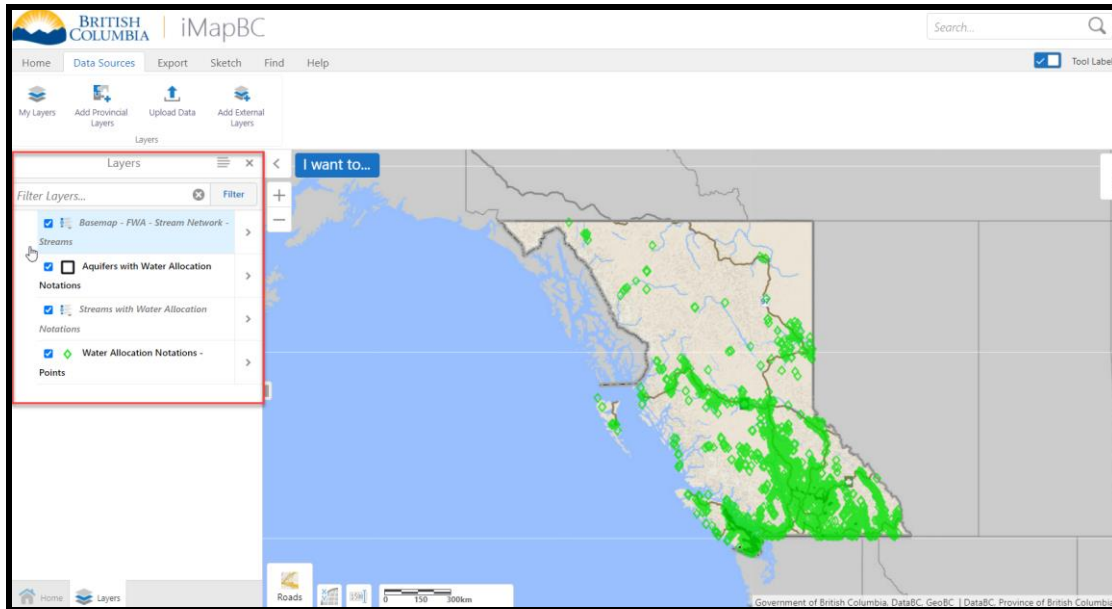 BRITISH
COLUMBIA
iMapBC
Search...
Home Data Sources Export Sketch Find Help
Tool Label
My Layers
Add Provincial
Layers
Upload Data
Add External
Layers
Layers
Layers
I want to...
Filter Layers...
Filter
Basemap - FWA - Stream Network -
Streams
Aquifers with Water Allocation
Notations
Streams with Water Allocation
Notations
Water Allocation Notations -
Points
97
Home
Layers
Roads
0 150 300km
Government of British Columbia, DataBC, GeoBC | DataBC, Province of British Columbia